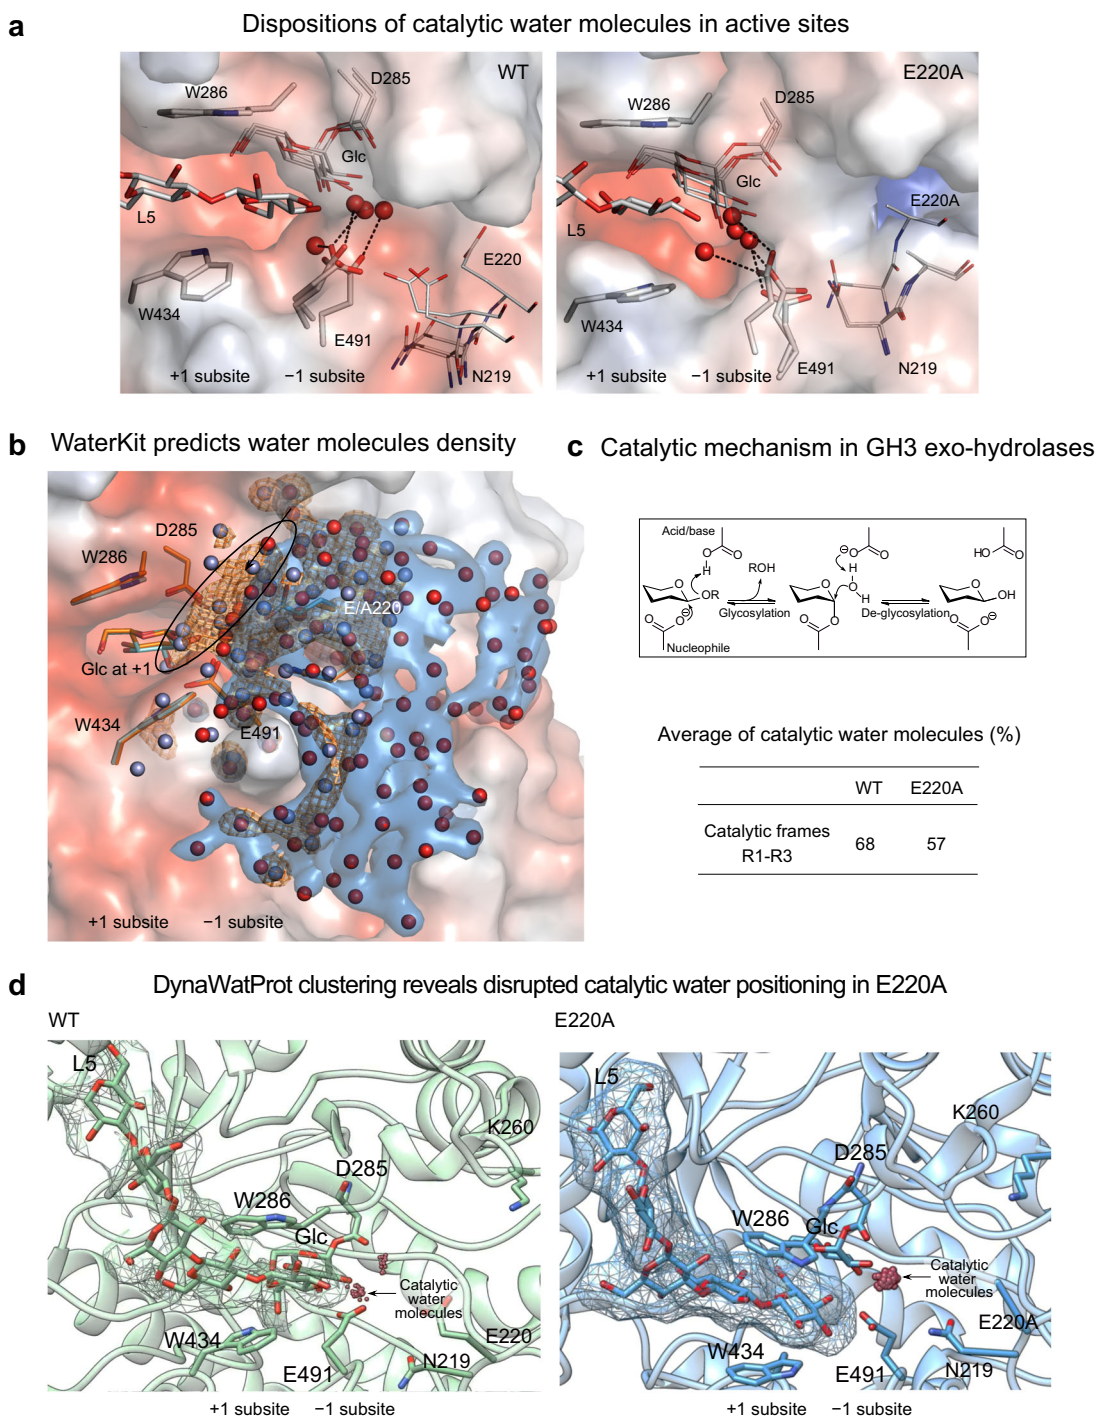 a
Dispositions of catalytic water molecules in active sites
WT
D285
W286
Glc
L5
E220
W434
E491
N219
+1 subsite
−1 subsite
E220A
D285
W286
Glc
E220A
L5
W434
E491
N219
+1 subsite
−1 subsite
b
WaterKit predicts water molecules density
D285
W286
E/A220
Glc at +1
W434
E491
+1 subsite
−1 subsite
c
Catalytic mechanism in GH3 exo-hydrolases
Acid/base
HO
O
H
O
OR
O
O
⊖
Nucleophile
ROH
Glycosylation
⊖O
O
H
O
H
O
O
O
De-glycosylation
HO
O
O
OH
O
O
⊖
Average of catalytic water molecules (%)
WT E220A
Catalytic frames
R1-R3
68 57
d
DynaWatProt clustering reveals disrupted catalytic water positioning in E220A
WT
L5
K260
D285
W286
Glc
Catalytic
water
molecules
W434
E220
E491
N219
+1 subsite
−1 subsite
E220A
L5
K260
D285
W286
Glc
Catalytic
water
molecules
E220A
W434
E491
N219
+1 subsite
−1 subsite